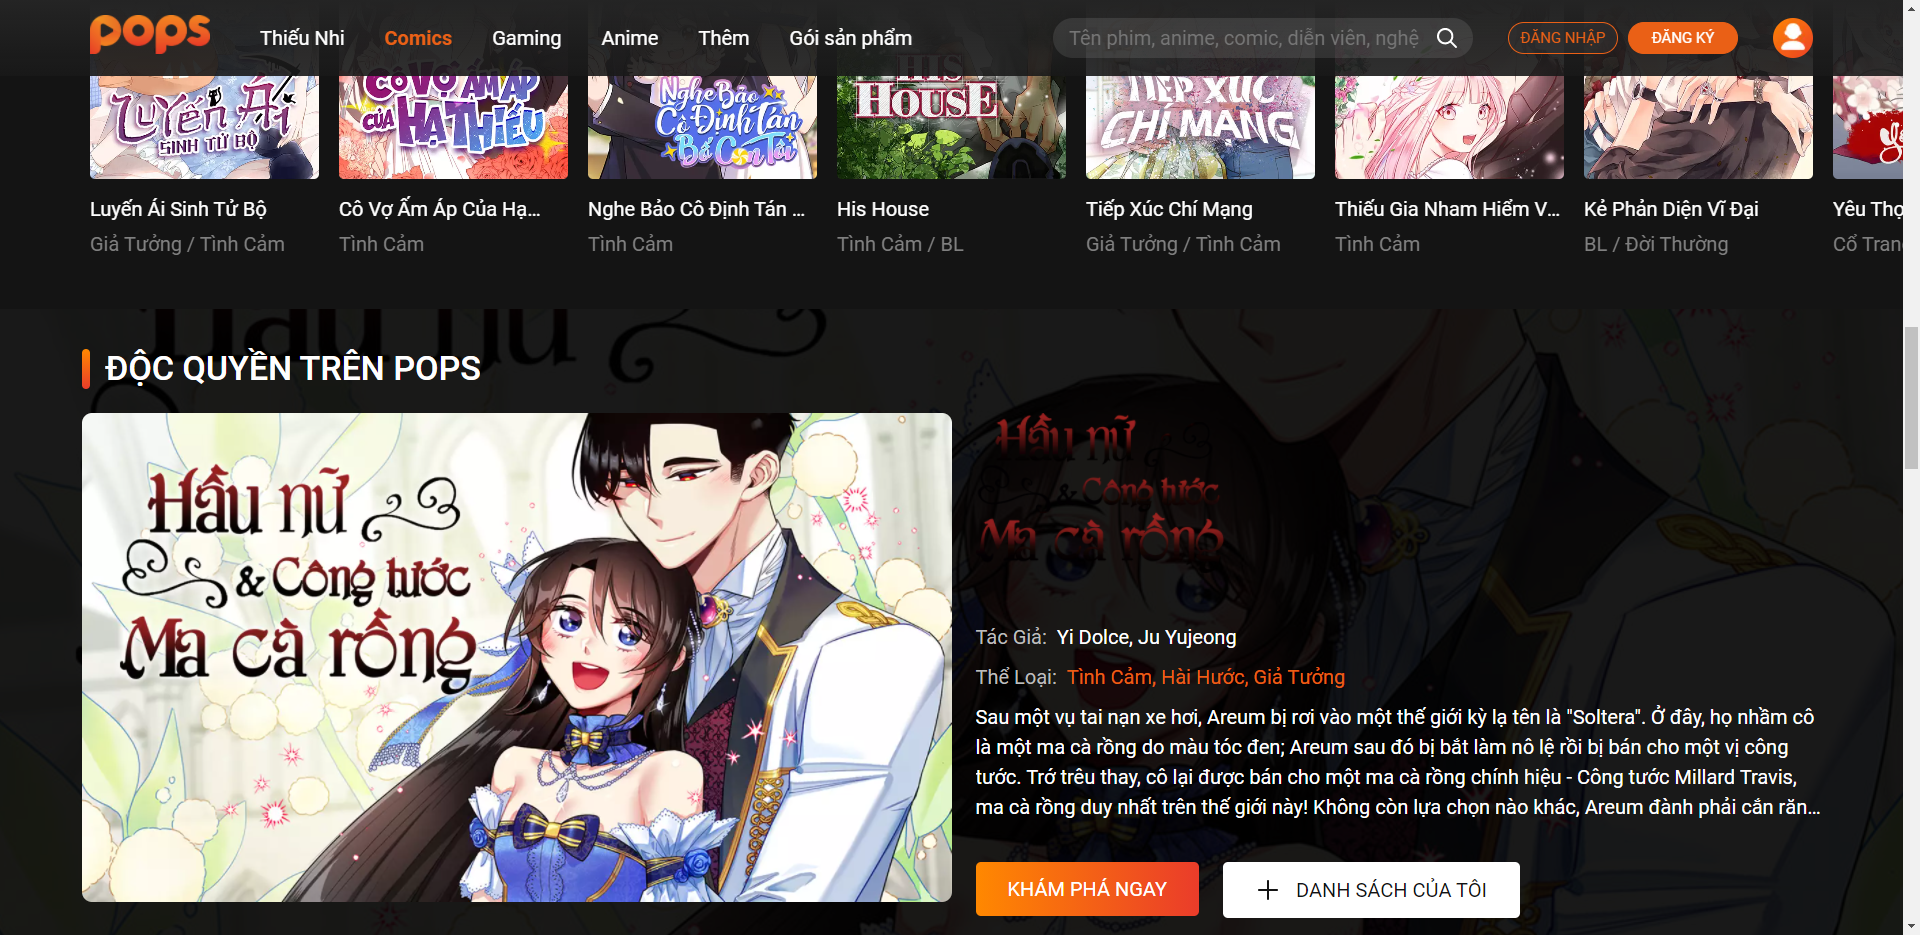 POPS
Thiếu Nhi
Comics
Gaming
Anime
Thêm
Gói sản phẩm
Tên phim, anime, comic, diễn viên, nghệ
ĐĂNG NHẬP
ĐĂNG KÝ
Luyến Ái
SINH TỬ BỘ
CÔ VỢ ẤM ÁP
CỦA HẠ THIẾU
Nghe Bảo
Cô Định Tán
Bố Con Tôi
HIS
HOUSE
TIẾP XÚC
CHÍ MẠNG
Luyến Ái Sinh Tử Bộ
Cô Vợ Ấm Áp Của Hạ...
Nghe Bảo Cô Định Tán ...
His House
Tiếp Xúc Chí Mạng
Thiếu Gia Nham Hiểm V...
Kẻ Phản Diện Vĩ Đại
Yêu Thọ
Giả Tưởng / Tình Cảm
Tình Cảm
Tình Cảm
Tình Cảm / BL
Giả Tưởng / Tình Cảm
Tình Cảm
BL / Đời Thường
Cổ Tran
ĐỘC QUYỀN TRÊN POPS
Hầu nữ
& Công tước
Ma cà rồng
Hầu nữ
& Công tước
Ma cà rồng
Tác Giả: Yi Dolce, Ju Yujeong
Thể Loại: Tình Cảm, Hài Hước, Giả Tưởng
Sau một vụ tai nạn xe hơi, Areum bị rơi vào một thế giới kỳ lạ tên là "Soltera". Ở đây, họ nhầm cô
là một ma cà rồng do màu tóc đen; Areum sau đó bị bắt làm nô lệ rồi bị bán cho một vị công
tước. Trớ trêu thay, cô lại được bán cho một ma cà rồng chính hiệu - Công tước Millard Travis,
ma cà rồng duy nhất trên thế giới này! Không còn lựa chọn nào khác, Areum đành phải cắn răn...
KHÁM PHÁ NGAY
DANH SÁCH CỦA TÔI